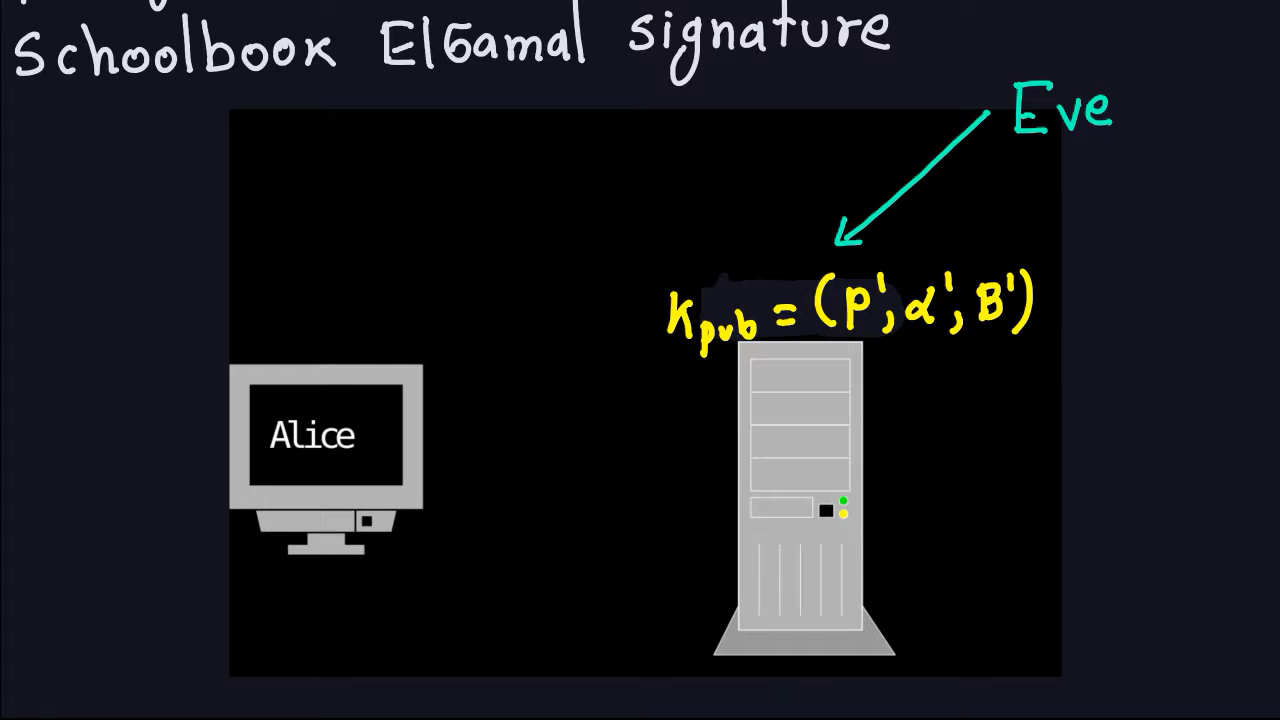 Schoolbook ElGamal signature
Eve
Kpub = (p', α', B')
Alice